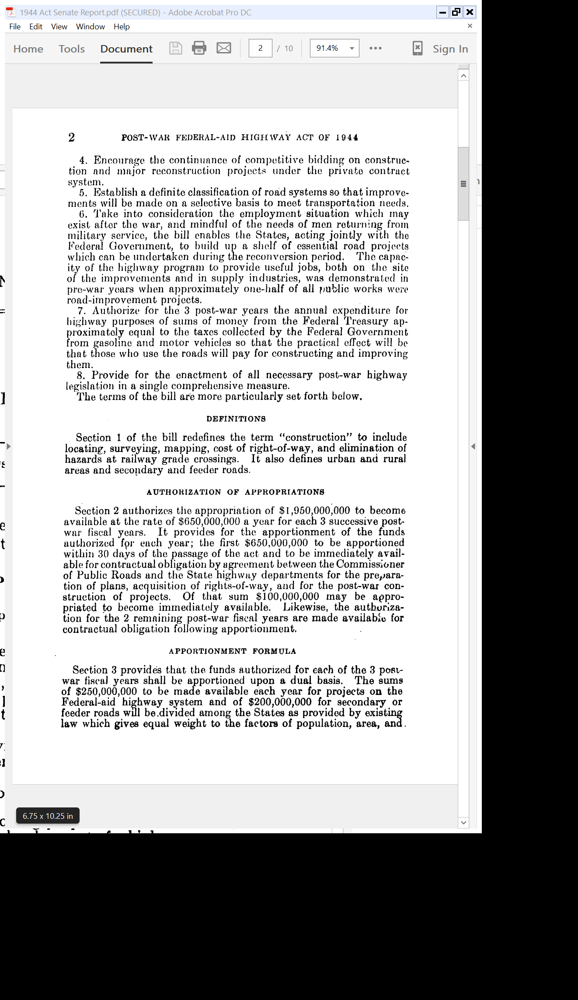 1944 Act Senate Report.pdf (SECURED) - Adobe Acrobat Pro DC
File Edit View Window Help
Home Tools Document 2 / 10 91.4% Sign In
2 POST-WAR FEDERAL-AID HIGHWAY ACT OF 1944
4. Encourage the continuance of competitive bidding on construc-
tion and major reconstruction projects under the private contract
system.
5. Establish a definite classification of road systems so that improve-
ments will be made on a selective basis to meet transportation needs.
6. Take into consideration the employment situation which may
exist after the war, and mindful of the needs of men returning from
military service, the bill enables the States, acting jointly with the
Federal Government, to build up a shelf of essential road projects
which can be undertaken during the reconversion period. The capac-
ity of the highway program to provide useful jobs, both on the site
of the improvements and in supply industries, was demonstrated in
pre-war years when approximately one-half of all public works were
road-improvement projects.
7. Authorize for the 3 post-war years the annual expenditure for
highway purposes of sums of money from the Federal Treasury ap-
proximately equal to the taxes collected by the Federal Government
from gasoline and motor vehicles so that the practical effect will be
that those who use the roads will pay for constructing and improving
them.
8. Provide for the enactment of all necessary post-war highway
legislation in a single comprehensive measure.
The terms of the bill are more particularly set forth below.
DEFINITIONS
Section 1 of the bill redefines the term “construction” to include
locating, surveying, mapping, cost of right-of-way, and elimination of
hazards at railway grade crossings. It also defines urban and rural
areas and secondary and feeder roads.
AUTHORIZATION OF APPROPRIATIONS
Section 2 authorizes the appropriation of $1,950,000,000 to become
available at the rate of $650,000,000 a year for each 3 successive post-
war fiscal years. It provides for the apportionment of the funds
authorized for each year; the first $650,000,000 to be apportioned
within 30 days of the passage of the act and to be immediately avail-
able for contractual obligation by agreement between the Commissioner
of Public Roads and the State highway departments for the prepara-
tion of plans, acquisition of rights-of-way, and for the post-war con-
struction of projects. Of that sum $100,000,000 may be appro-
priated to become immediately available. Likewise, the authoriza-
tion for the 2 remaining post-war fiscal years are made available for
contractual obligation following apportionment.
APPORTIONMENT FORMULA
Section 3 provides that the funds authorized for each of the 3 post-
war fiscal years shall be apportioned upon a dual basis. The sums
of $250,000,000 to be made available each year for projects on the
Federal-aid highway system and of $200,000,000 for secondary or
feeder roads will be divided among the States as provided by existing
law which gives equal weight to the factors of population, area, and
6.75 x 10.25 in